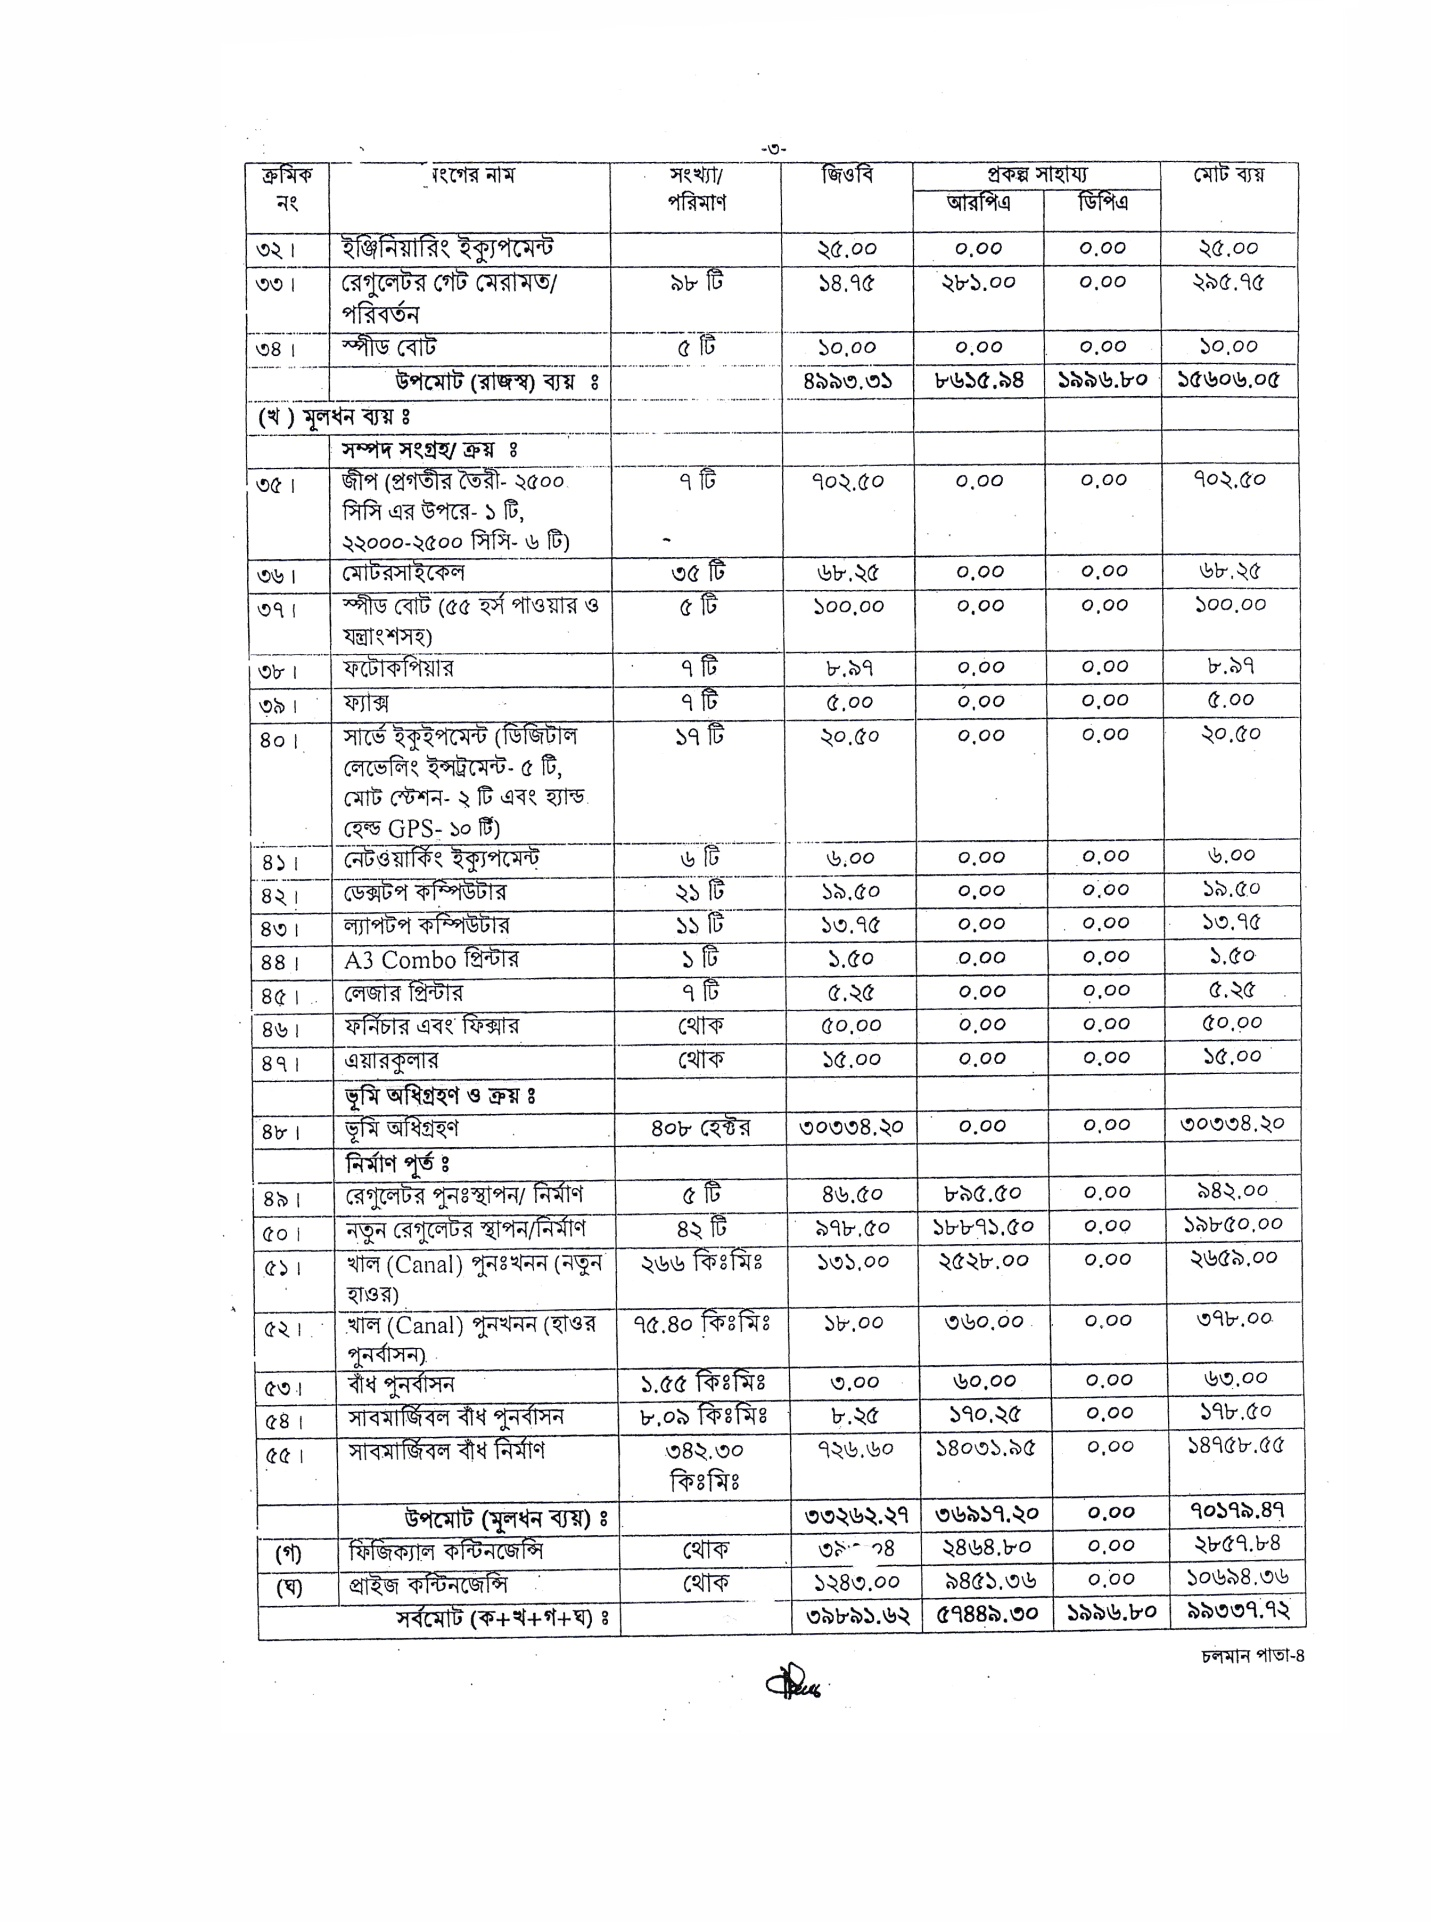 -৩-
ক্রমিক নং ংগের নাম সংখ্যা/ পরিমাণ জিওবি প্রকল্প সাহায্য মোট ব্যয়
আরপিএ ডিপিএ
৩২। ইঞ্জিনিয়ারিং ইক্যুপমেন্ট ২৫.০০ ০.০০ ০.০০ ২৫.০০
৩৩। রেগুলেটর গেট মেরামত/ ৯৮ টি ১৪.৭৫ ২৮১.০০ ০.০০ ২৯৫.৭৫
পরিবর্তন
৩৪। স্পীড বোট ৫ টি ১০.০০ ০.০০ ০.০০ ১০.০০
উপমোট (রাজস্ব) ব্যয় ঃ ৪৯৯৩.৩১ ৮৬১৫.৯৪ ১৯৯৬.৮০ ১৫৬০৬.০৫
(খ ) মূলধন ব্যয় ঃ
সম্পদ সংগ্রহ/ ক্রয় ঃ
৩৫। জীপ (প্রগতীর তৈরী- ২৫০০ ৭ টি ৭০২.৫০ ০.০০ ০.০০ ৭০২.৫০
সিসি এর উপরে- ১ টি,
২২০০০-২৫০০ সিসি- ৬ টি) -
৩৬। মোটরসাইকেল ৩৫ টি ৬৮.২৫ ০.০০ ০.০০ ৬৮.২৫
৩৭। স্পীড বোট (৫৫ হর্স পাওয়ার ও ৫ টি ১০০.০০ ০.০০ ০.০০ ১০০.০০
যন্ত্রাংশসহ)
৩৮। ফটোকপিয়ার ৭ টি ৮.৯৭ ০.০০ ০.০০ ৮.৯৭
৩৯। ফ্যাক্স ৭ টি ৫.০০ ০.০০ ০.০০ ৫.০০
৪০। সার্ভে ইকুইপমেন্ট (ডিজিটাল ১৭ টি ২০.৫০ ০.০০ ০.০০ ২০.৫০
লেভেলিং ইন্সট্রমেন্ট- ৫ টি,
মোট স্টেশন- ২ টি এবং হ্যান্ড
হেল্ড GPS- ১০ টি)
৪১। নেটওয়ার্কিং ইক্যুপমেন্ট ৬ টি ৬.০০ ০.০০ ০.০০ ৬.০০
৪২। ডেক্সটপ কম্পিউটার ২১ টি ১৯.৫০ ০.০০ ০.০০ ১৯.৫০
৪৩। ল্যাপটপ কম্পিউটার ১১ টি ১৩.৭৫ ০.০০ ০.০০ ১৩.৭৫
৪৪। A3 Combo প্রিন্টার ১ টি ১.৫০ ০.০০ ০.০০ ১.৫০
৪৫। লেজার প্রিন্টার ৭ টি ৫.২৫ ০.০০ ০.০০ ৫.২৫
৪৬। ফর্নিচার এবং ফিক্সার থোক ৫০.০০ ০.০০ ০.০০ ৫০.০০
৪৭। এয়ারকুলার থোক ১৫.০০ ০.০০ ০.০০ ১৫.০০
ভূমি অধিগ্রহণ ও ক্রয় ঃ
৪৮। ভূমি অধিগ্রহণ ৪০৮ হেক্টর ৩০৩৩৪.২০ ০.০০ ০.০০ ৩০৩৩৪.২০
নির্মাণ পূর্ত ঃ
৪৯। রেগুলেটর পুনঃস্থাপন/ নির্মাণ ৫ টি ৪৬.৫০ ৮৯৫.৫০ ০.০০ ৯৪২.০০
৫০। নতুন রেগুলেটর স্থাপন/নির্মাণ ৪২ টি ৯৭৮.৫০ ১৮৮৭১.৫০ ০.০০ ১৯৮৫০.০০
৫১। খাল (Canal) পুনঃখনন (নতুন ২৬৬ কিঃমিঃ ১৩১.০০ ২৫২৮.০০ ০.০০ ২৬৫৯.০০
হাওর)
৫২। খাল (Canal) পুনখনন (হাওর ৭৫.৪০ কিঃমিঃ ১৮.০০ ৩৬০.০০ ০.০০ ৩৭৮.০০
পুনর্বাসন)
৫৩। বাঁধ পুনর্বাসন ১.৫৫ কিঃমিঃ ৩.০০ ৬০.০০ ০.০০ ৬৩.০০
৫৪। সাবমার্জিবল বাঁধ পুনর্বাসন ৮.০৯ কিঃমিঃ ৮.২৫ ১৭০.২৫ ০.০০ ১৭৮.৫০
৫৫। সাবমার্জিবল বাঁধ নির্মাণ ৩৪২.৩০ ৭২৬.৬০ ১৪০৩১.৯৫ ০.০০ ১৪৭৫৮.৫৫
কিঃমিঃ
উপমোট (মূলধন ব্যয়) ঃ ৩৩২৬২.২৭ ৩৬৯১৭.২০ ০.০০ ৭০১৭৯.৪৭
(গ) ফিজিক্যাল কন্টিনজেন্সি থোক ২৪৬৪.৮০ ০.০০ ২৮৫৭.৮৪
(ঘ) প্রাইজ কন্টিনজেন্সি থোক ১২৪৩.০০ ৯৪৫১.৩৬ ০.০০ ১০৬৯৪.৩৬
সর্বমোট (ক+খ+গ+ঘ) ঃ ৩৯৮৯১.৬২ ৫৭৪৪৯.৩০ ১৯৯৬.৮০ ৯৯৩৩৭.৭২
চলমান পাতা-৪